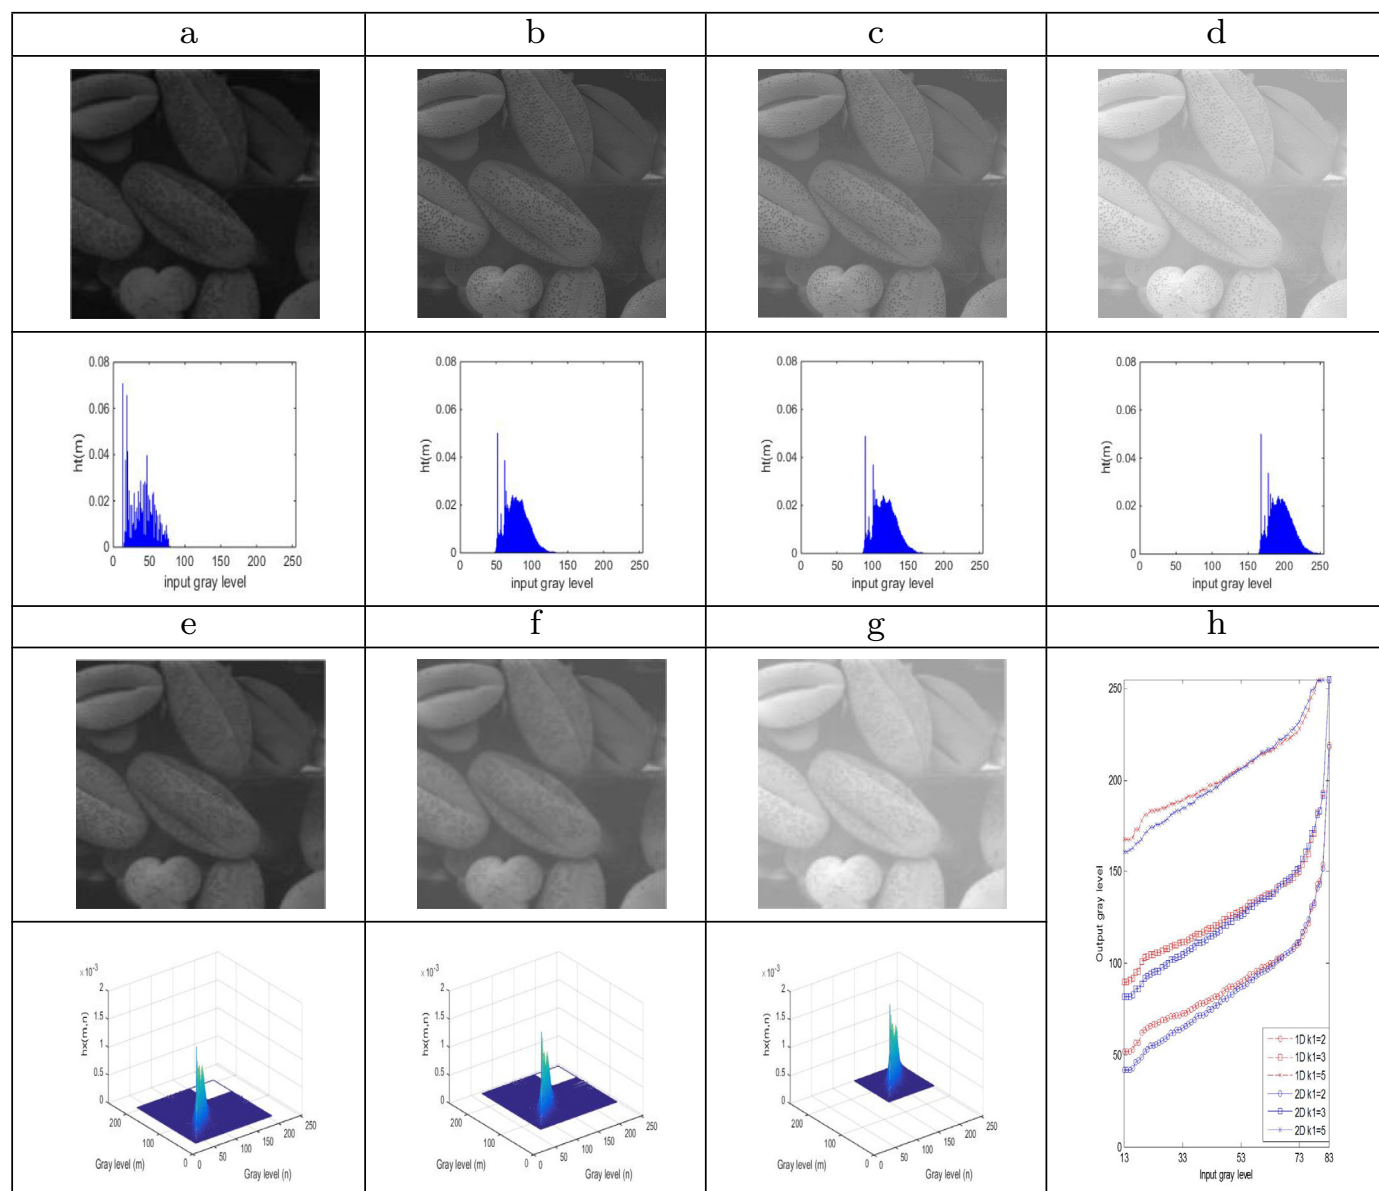 a b c d
0.08 0.06 0.04 0.02 0
ht(m)
0 50 100 150 200 250
input gray level
0.08 0.06 0.04 0.02 0
ht(m)
0 50 100 150 200 250
input gray level
0.08 0.06 0.04 0.02 0
ht(m)
0 50 100 150 200 250
input gray level
0.08 0.06 0.04 0.02 0
ht(m)
0 50 100 150 200 250
input gray level
e f g h
×10⁻³
2 1.5 1 0.5 0
hx(m,n)
200 100 0
Gray level (m)
0 50 100 150 200 250
Gray level (n)
×10⁻³
2 1.5 1 0.5 0
hx(m,n)
200 100 0
Gray level (m)
0 50 100 150 200 250
Gray level (n)
×10⁻³
2 1.5 1 0.5 0
hx(m,n)
200 100 0
Gray level (m)
0 50 100 150 200 250
Gray level (n)
250 200 150 100 50 0
Output gray level
1D k1=2
1D k1=3
1D k1=5
2D k1=2
2D k1=3
2D k1=5
13 33 53 73 83
Input gray level